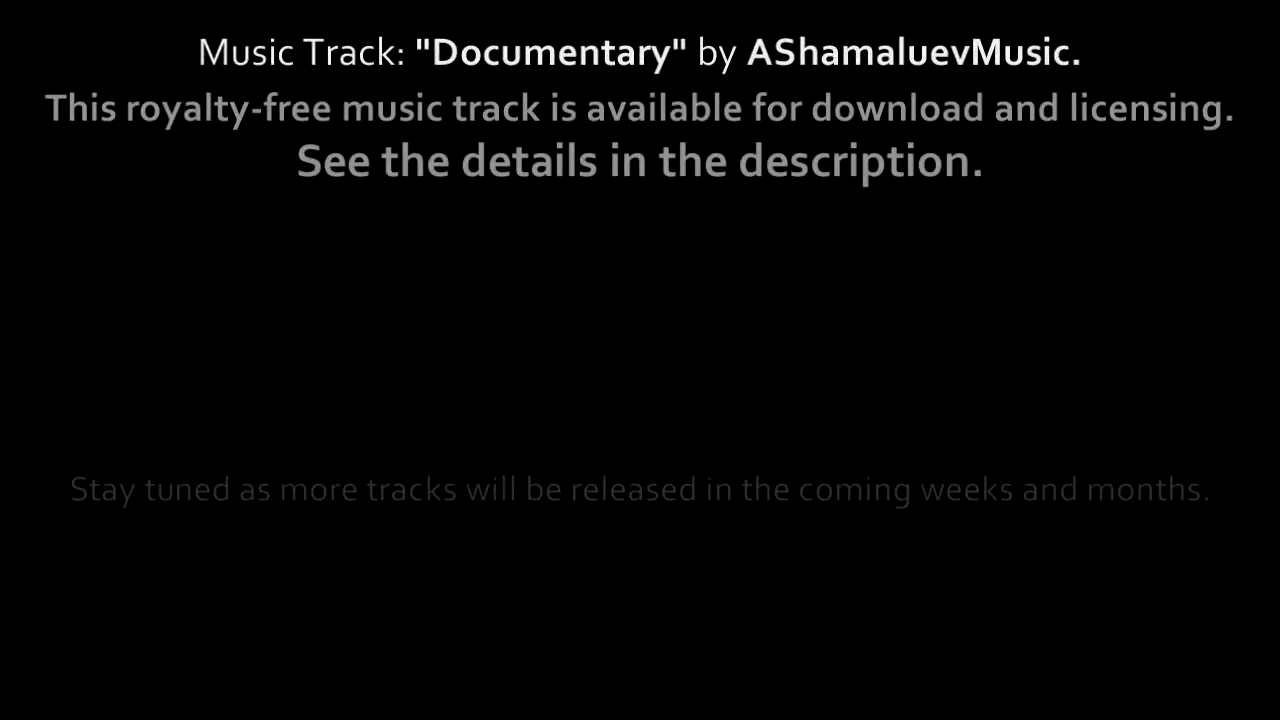 Music Track: "Documentary" by AShamaluevMusic.
This royalty-free music track is available for download and licensing.
See the details in the description.
Stay tuned as more tracks will be released in the coming weeks and months.